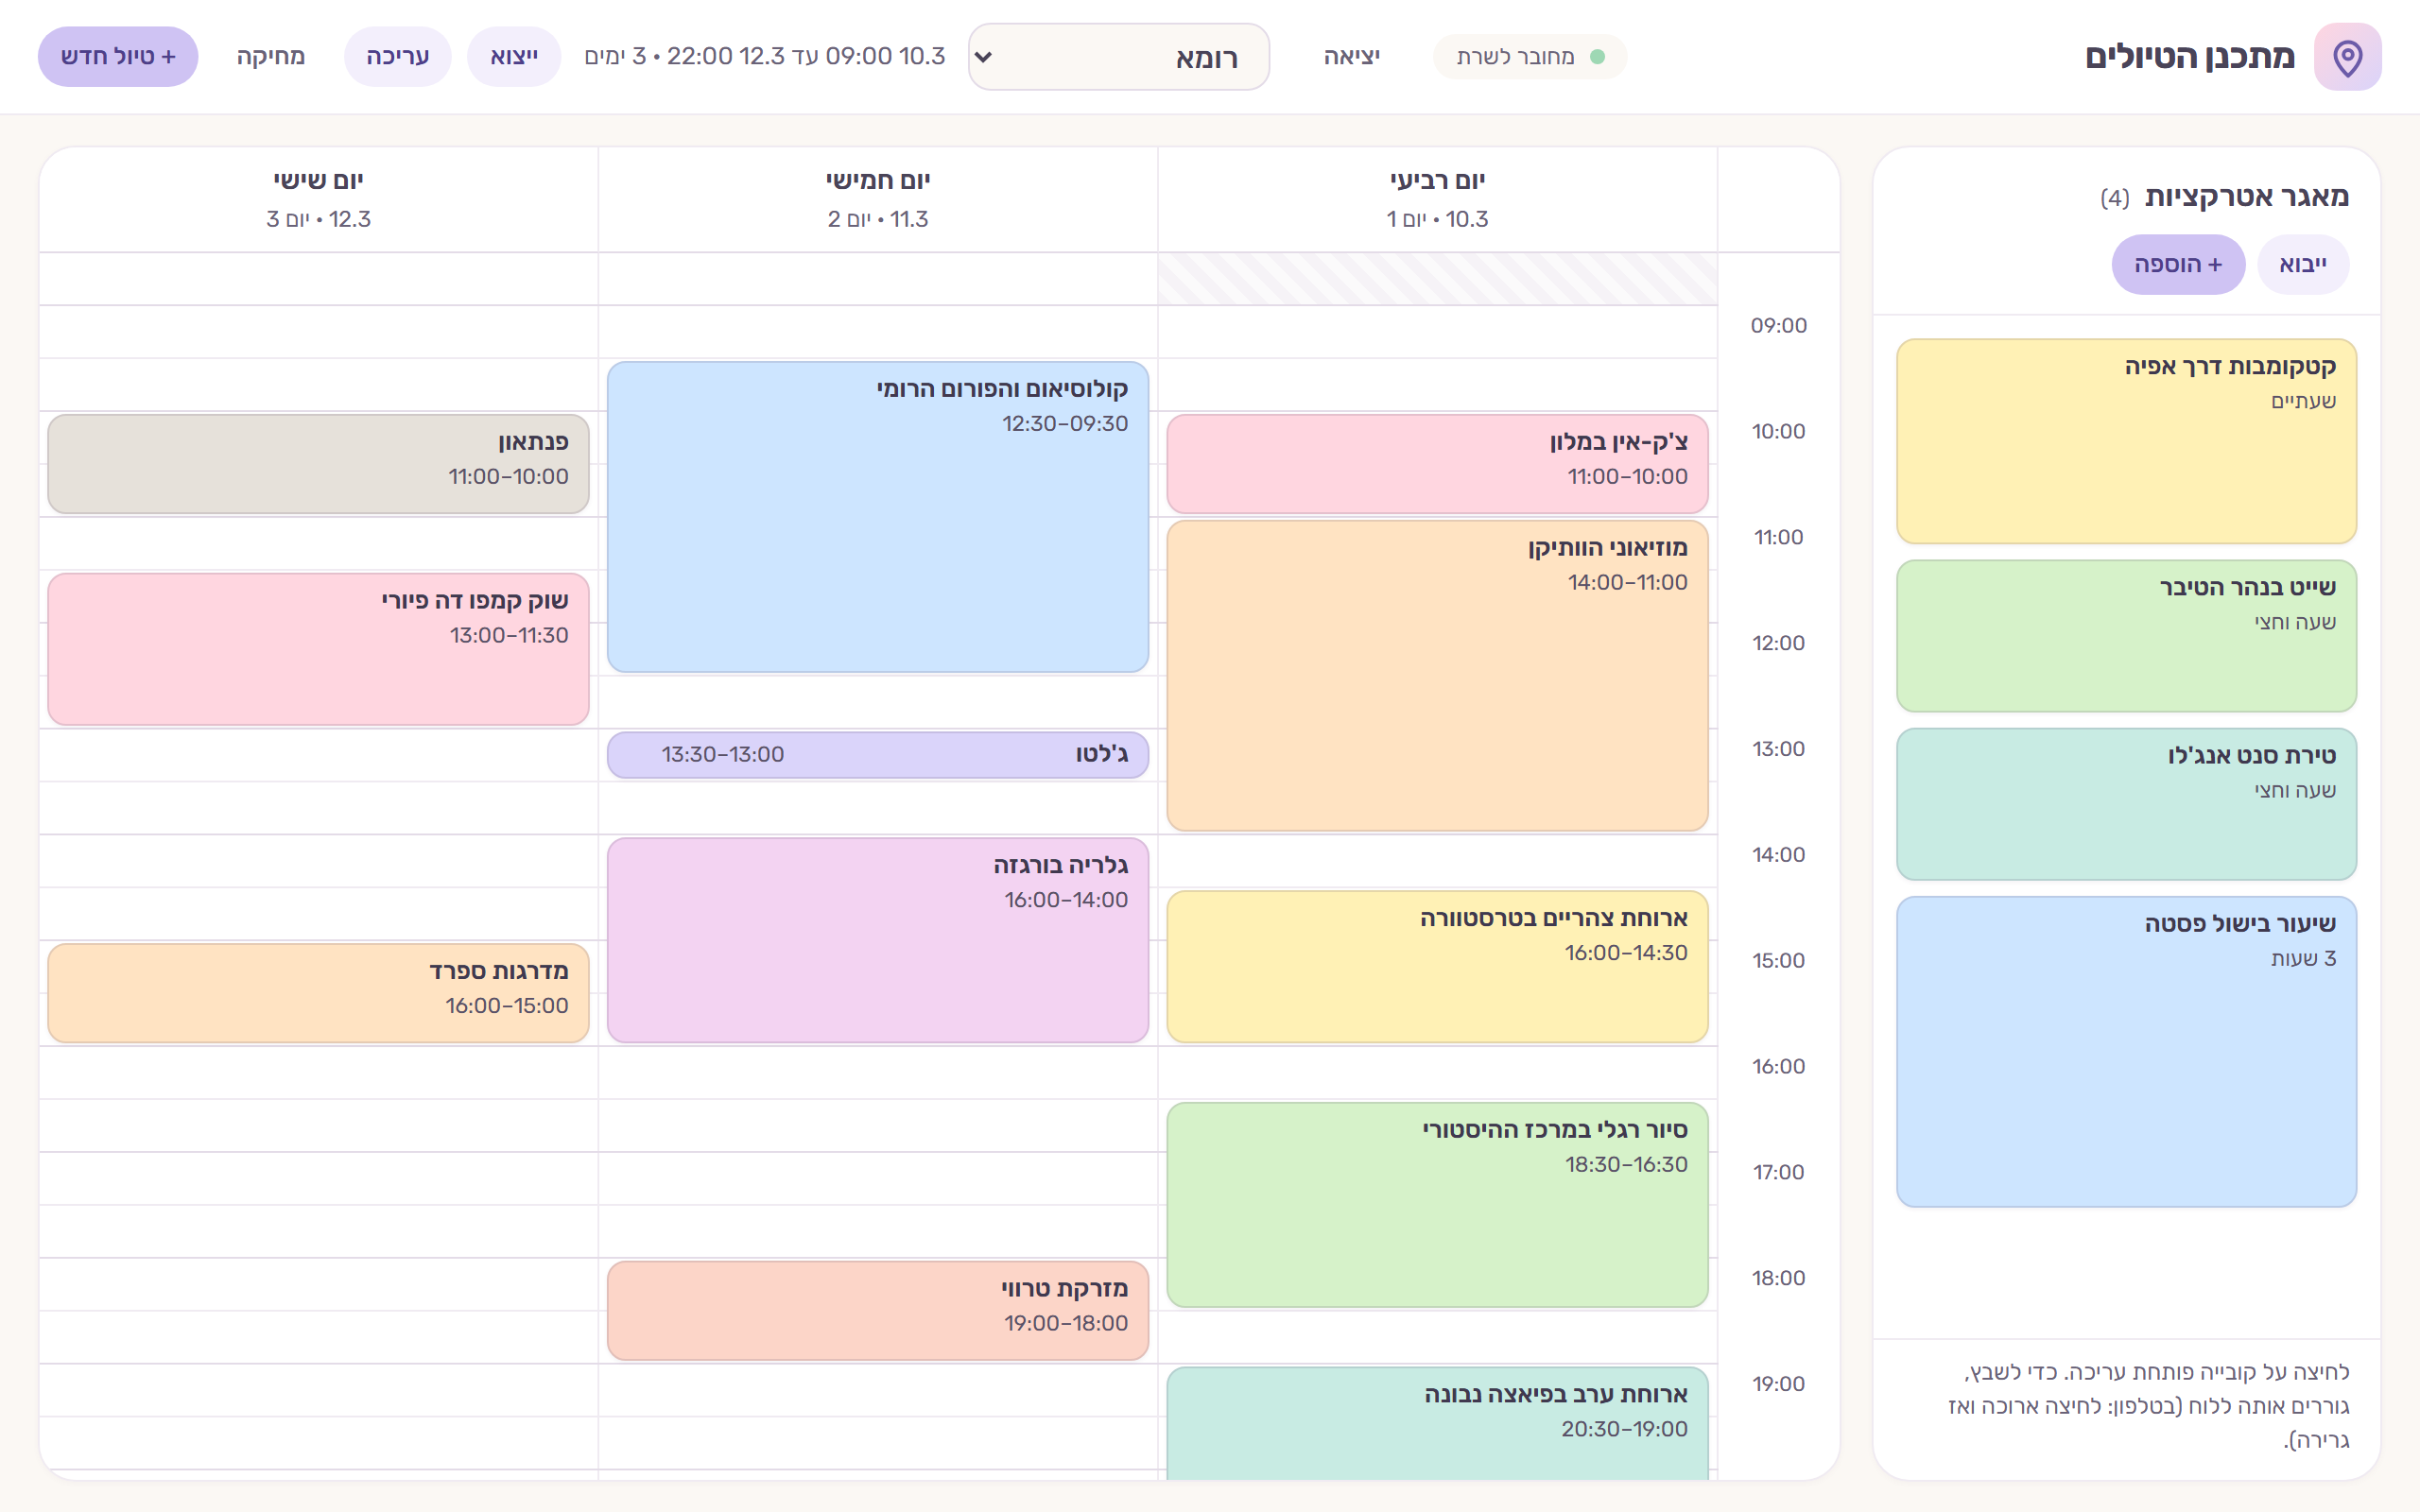 מתכנן הטיולים
מחובר לשרת
יציאה
רומא
10.3 09:00 עד 12.3 22:00 • 3 ימים
ייצוא
עריכה
מחיקה
+ טיול חדש
מאגר אטרקציות (4)
ייבוא
+ הוספה
קטקומבות דרך אפיה
שעתיים
שייט בנהר הטיבר
שעה וחצי
טירת סנט אנג'לו
שעה וחצי
שיעור בישול פסטה
3 שעות
לחיצה על קובייה פותחת עריכה. כדי לשבץ,
גוררים אותה ללוח (בטלפון: לחיצה ארוכה ואז
גרירה).
09:00
10:00
11:00
12:00
13:00
14:00
15:00
16:00
17:00
18:00
19:00
יום רביעי
10.3 • יום 1
צ'ק-אין במלון
10:00–11:00
מוזיאוני הוותיקן
11:00–14:00
ארוחת צהריים בטרסטוורה
14:30–16:00
סיור רגלי במרכז ההיסטורי
16:30–18:30
ארוחת ערב בפיאצה נבונה
19:00–20:30
יום חמישי
11.3 • יום 2
קולוסיאום והפורום הרומי
09:30–12:30
ג'לטו
13:00–13:30
גלריה בורגזה
14:00–16:00
מזרקת טרווי
18:00–19:00
יום שישי
12.3 • יום 3
פנתאון
10:00–11:00
שוק קמפו דה פיורי
11:30–13:00
מדרגות ספרד
15:00–16:00